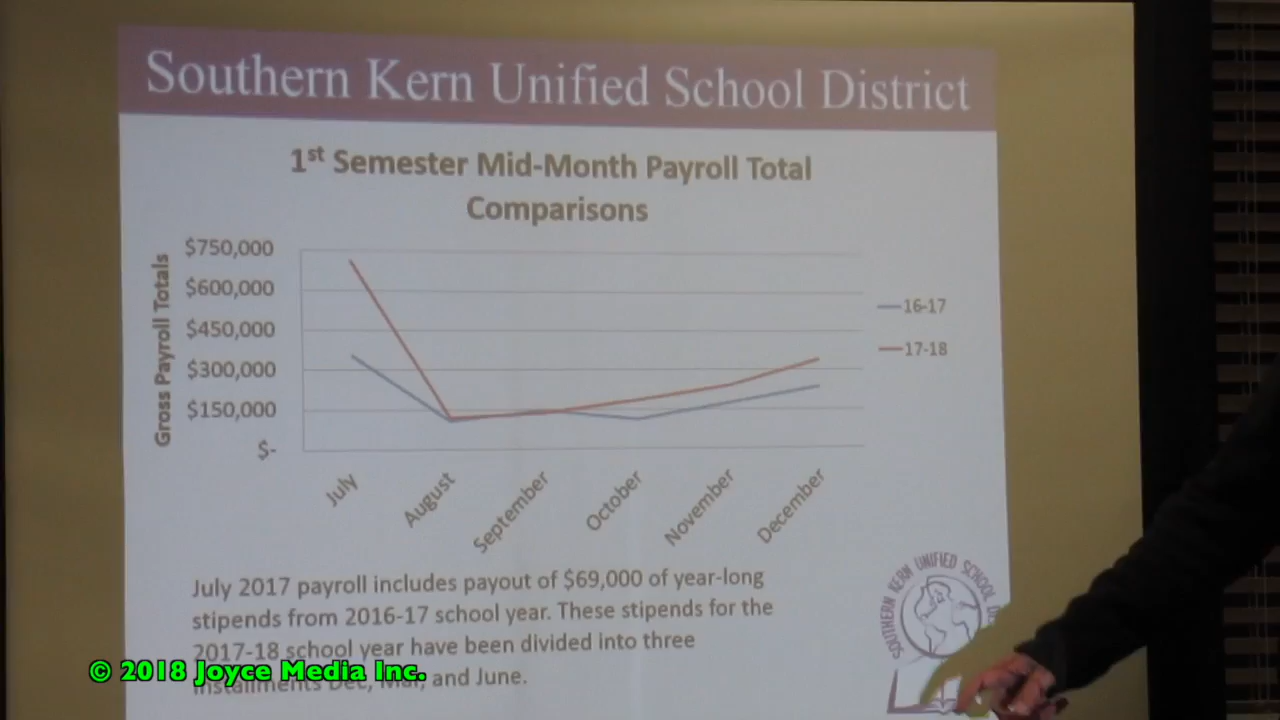 Southern Kern Unified School District
1st Semester Mid-Month Payroll Total
Comparisons
Gross Payroll Totals
$750,000
$600,000
$450,000
$300,000
$150,000
$-
July
August
September
October
November
December
16-17
17-18
July 2017 payroll includes payout of $69,000 of year-long
stipends from 2016-17 school year. These stipends for the
2017-18 school year have been divided into three
installments Dec, Mar, and June.
SOUTHERN KERN UNIFIED SCHOOL
© 2018 Joyce Media Inc.